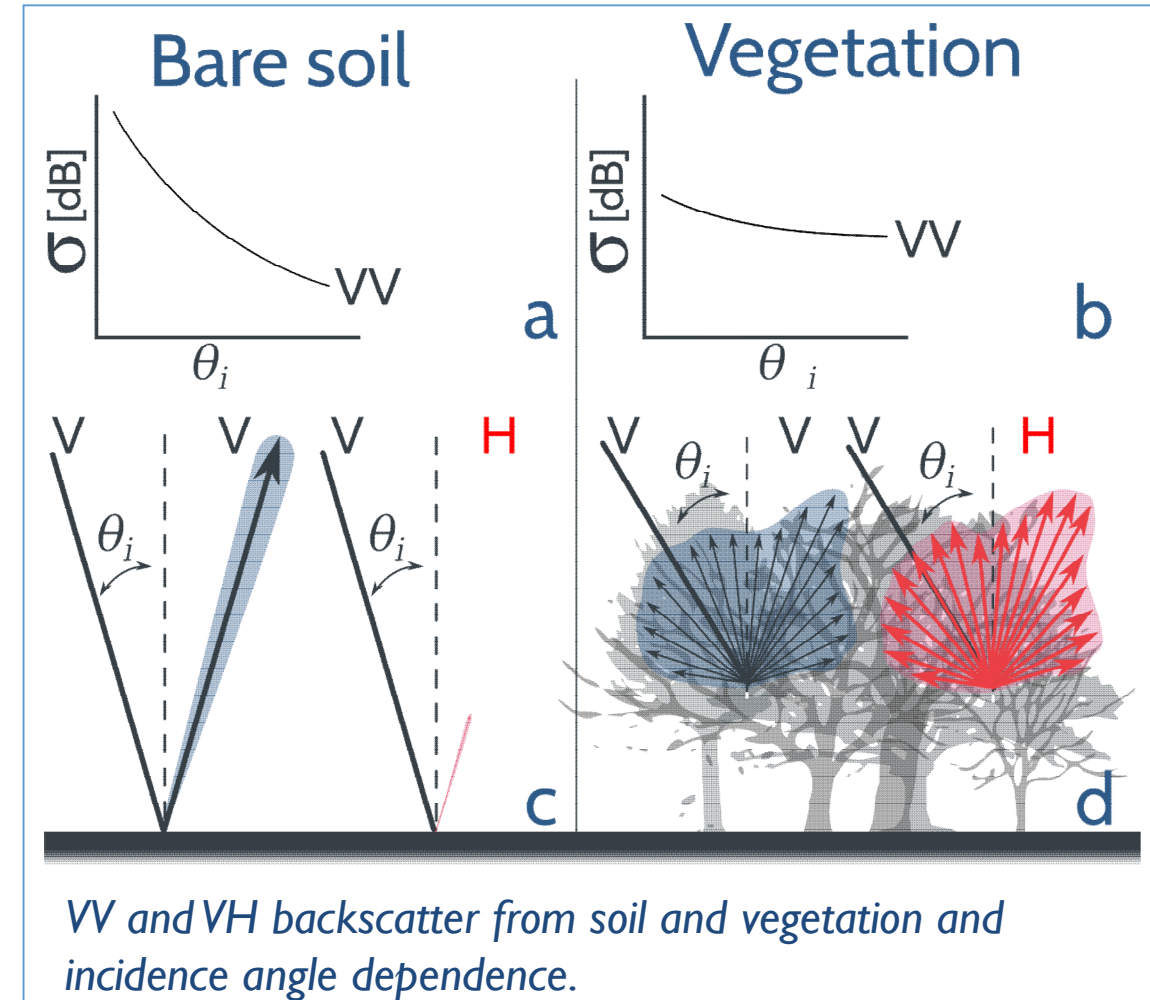 Bare soil
Vegetation
σ [dB]
VV
a
θi
σ [dB]
VV
b
θ i
V
V
V
H
θi
θi
c
V
V
V
H
θi
θi
d
VV and VH backscatter from soil and vegetation and
incidence angle dependence.